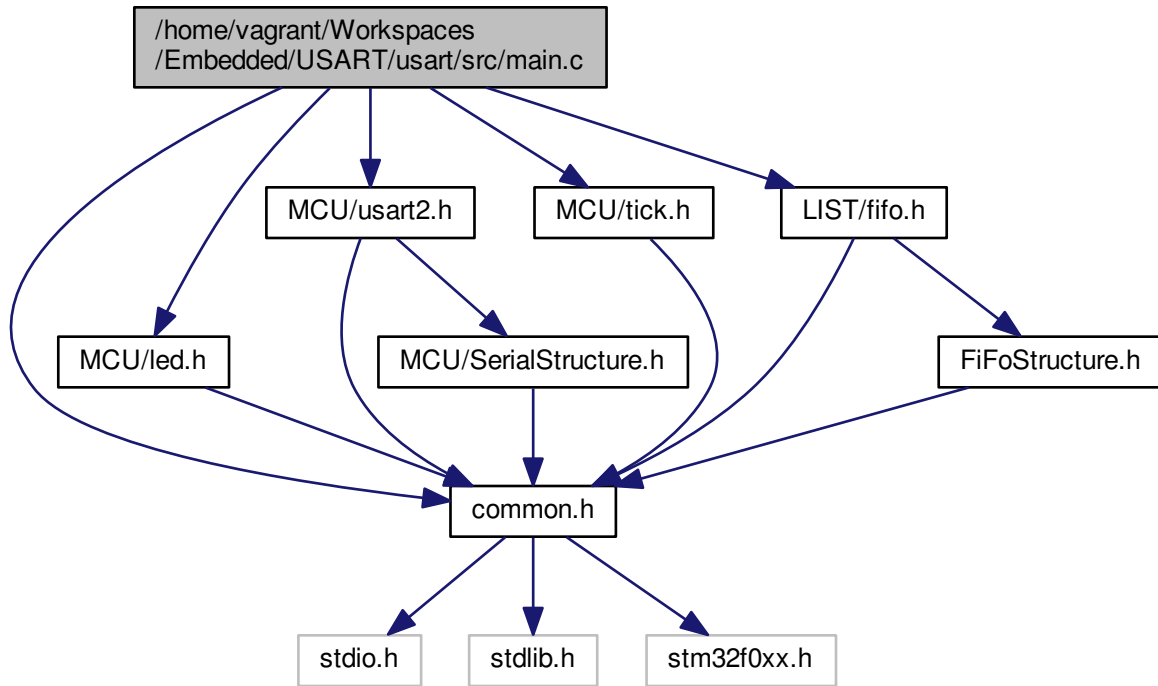 /home/vagrant/Workspaces
/Embedded/USART/usart/src/main.c
MCU/usart2.h
MCU/tick.h
LIST/fifo.h
MCU/led.h
MCU/SerialStructure.h
FiFoStructure.h
common.h
stdio.h
stdlib.h
stm32f0xx.h